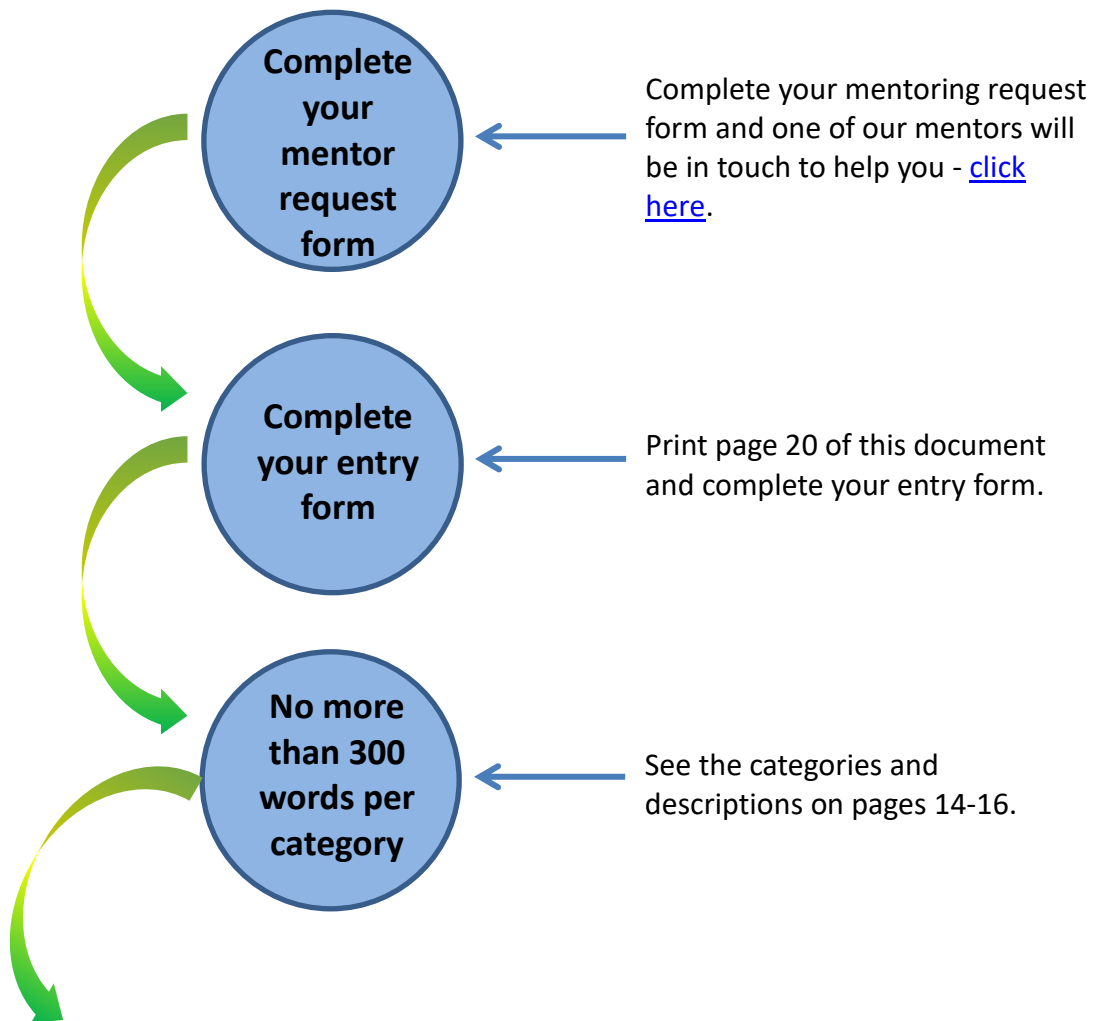 Complete
your
mentor
request
form
Complete your mentoring request
form and one of our mentors will
be in touch to help you - click
here.
Complete
your entry
form
Print page 20 of this document
and complete your entry form.
No more
than 300
words per
category
See the categories and
descriptions on pages 14-16.